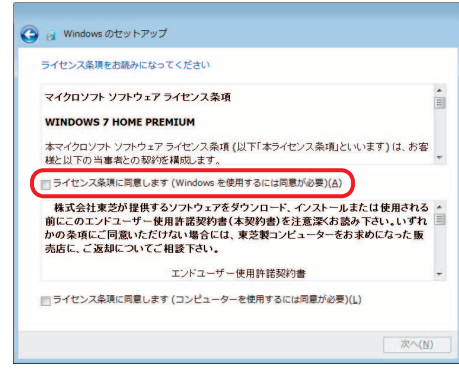 Windows のセットアップ
ライセンス条項をお読みになってください
マイクロソフト ソフトウェア ライセンス条項
WINDOWS 7 HOME PREMIUM
本マイクロソフト ソフトウェア ライセンス条項 (以下「本ライセンス条項」といいます) は、お客
様と以下の当事者との契約を構成します。
ライセンス条項に同意します (Windows を使用するには同意が必要)(A)
株式会社東芝が提供するソフトウェアをダウンロード、インストールまたは使用される
前にこのエンドユーザー使用許諾契約書(本契約書)を注意深くお読み下さい。いずれ
かの条項にご同意いただけない場合には、東芝製コンピューターをお求めになった販
売店に、ご返却についてご相談下さい。
エンドユーザー使用許諾契約書
ライセンス条項に同意します (コンピューターを使用するには同意が必要)(L)
次へ(N)